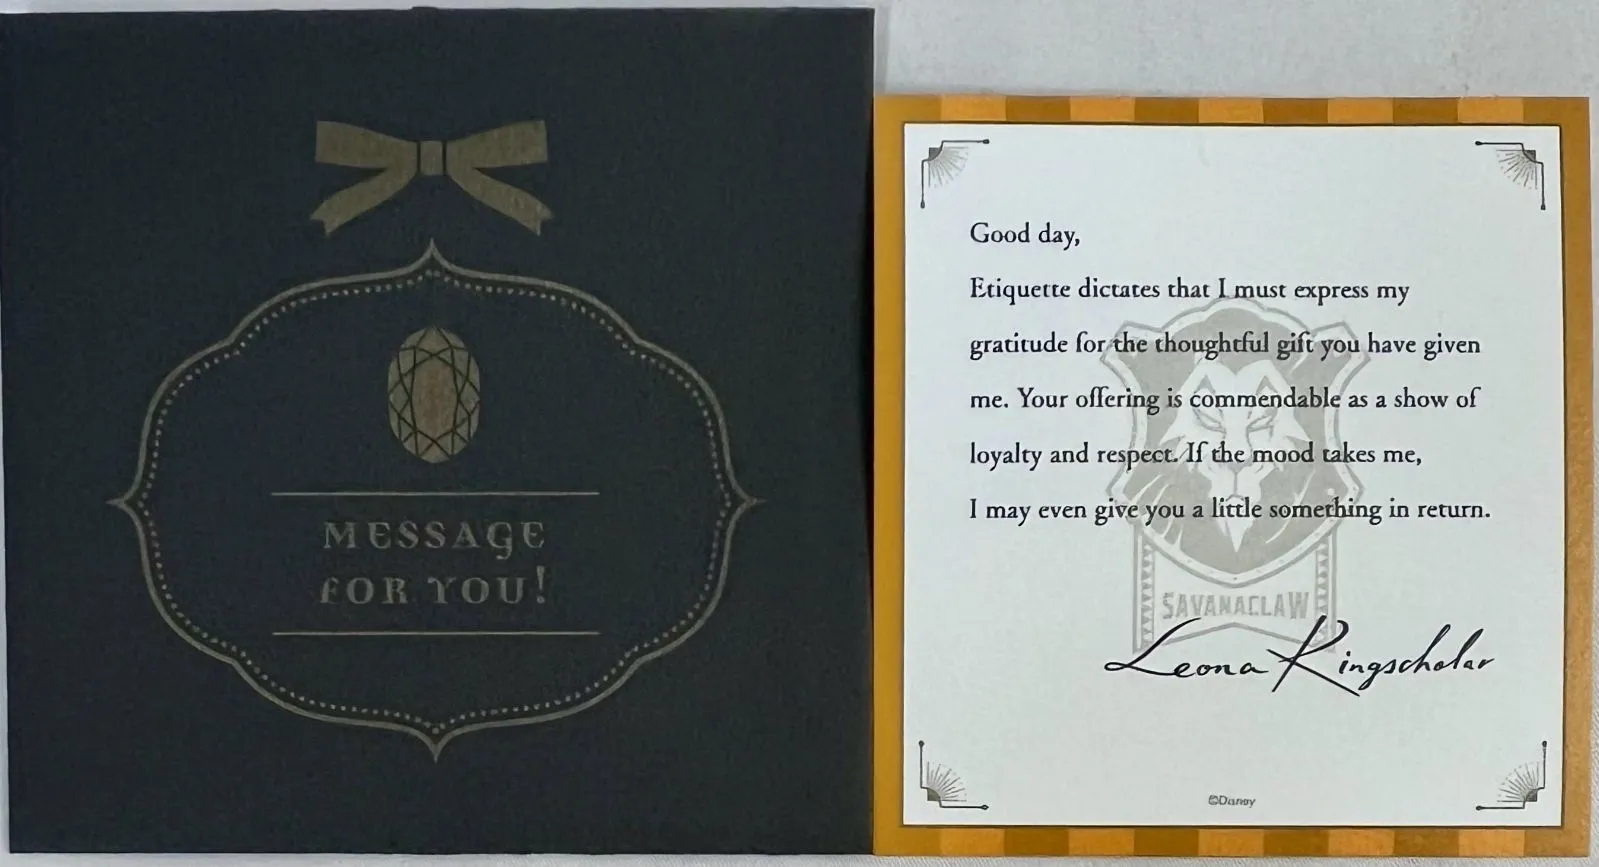 MESSAGE
FOR YOU!
Good day,
Etiquette dictates that I must express my
gratitude for the thoughtful gift you have given
me. Your offering is commendable as a show of
loyalty and respect. If the mood takes me,
I may even give you a little something in return.
SAVANACLAW
Leona Kingscholar
©Disney